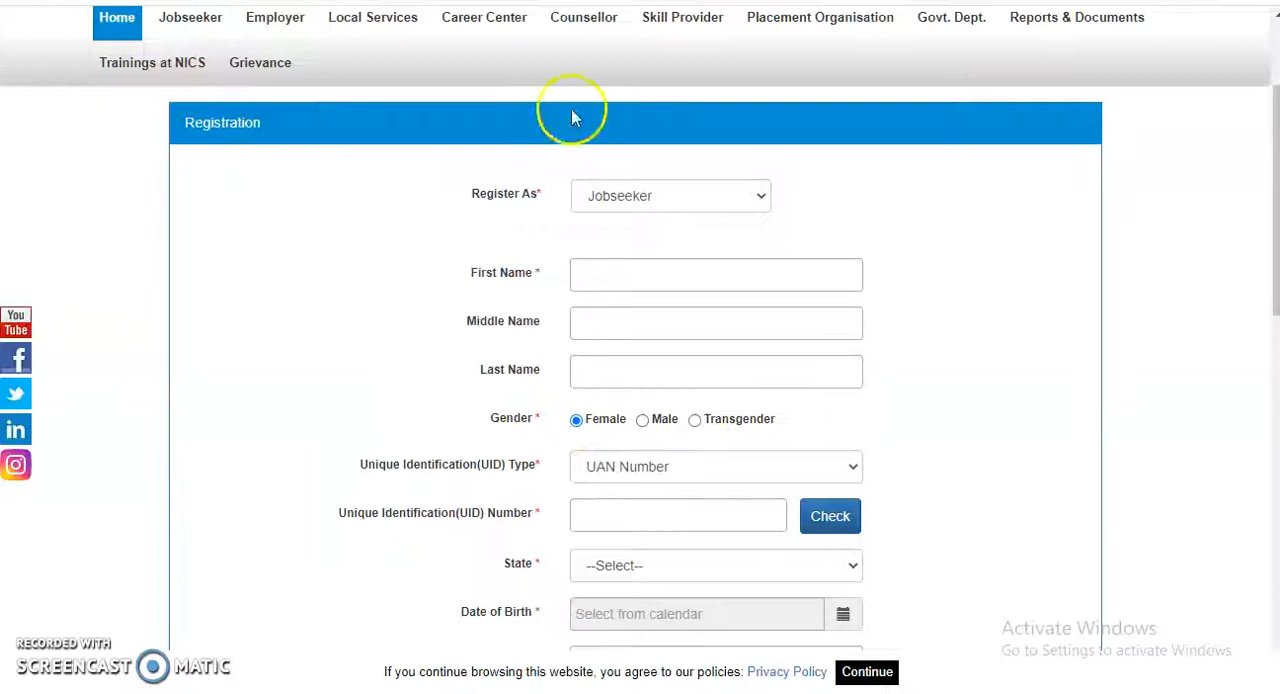 Home Jobseeker Employer Local Services Career Center Counsellor Skill Provider Placement Organisation Govt. Dept. Reports & Documents
Trainings at NICS Grievance
Registration
Register As* Jobseeker
First Name *
Middle Name
Last Name
Gender * Female Male Transgender
Unique Identification(UID) Type* UAN Number
Unique Identification(UID) Number * Check
State * --Select--
Date of Birth * Select from calendar
You
Tube
f
in
Activate Windows
Go to Settings to activate Windows.
RECORDED WITH
SCREENCAST MATIC
If you continue browsing this website, you agree to our policies: Privacy Policy Continue